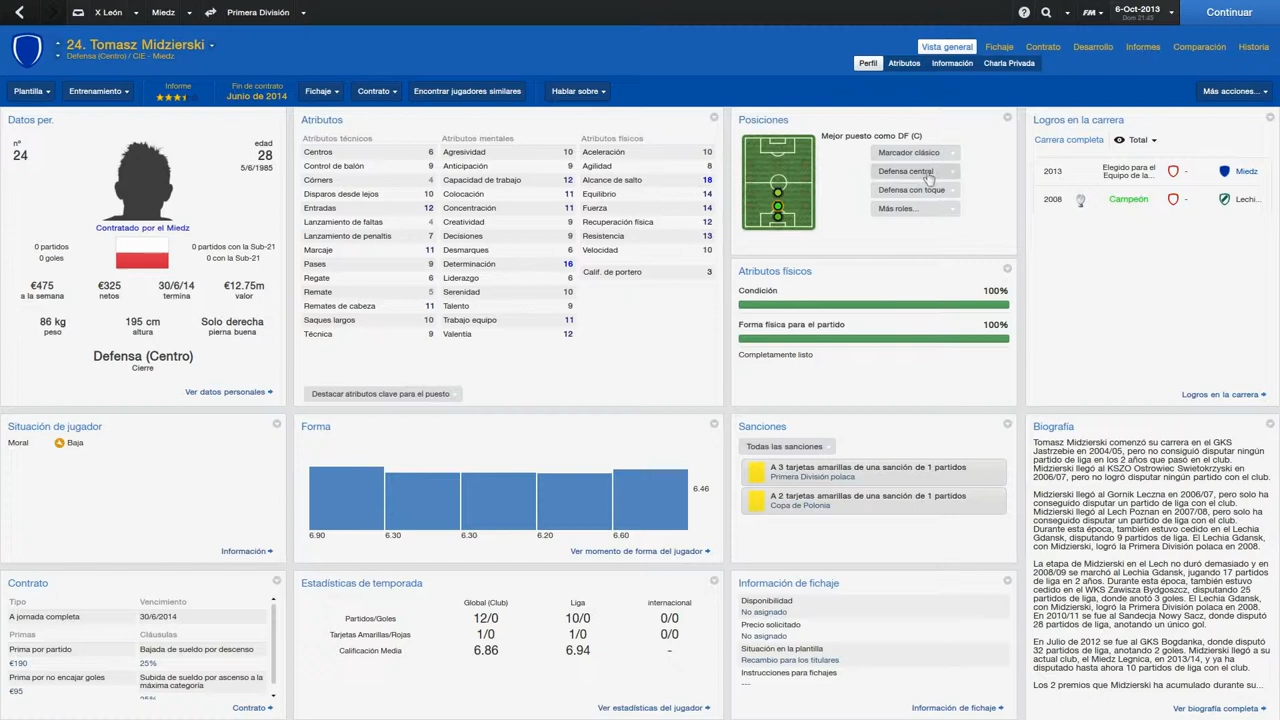 X León
Miedz
Primera División
FM
6-Oct-2013
Dom 21:45
Continuar
24. Tomasz Midzierski
Defensa (Centro) / CIE - Miedz
Vista general
Fichaje
Contrato
Desarrollo
Informes
Comparación
Historia
Perfil
Atributos
Información
Charla Privada
Plantilla
Entrenamiento
Informe
Fin de contrato
Junio de 2014
Fichaje
Contrato
Encontrar jugadores similares
Hablar sobre
Más acciones...
Datos per.
nº
24
edad
28
5/6/1985
Contratado por el Miedz
0 partidos
0 goles
0 partidos con la Sub-21
0 con la Sub-21
€475
a la semana
€325
netos
30/6/14
termina
€12.75m
valor
86 kg
peso
195 cm
altura
Solo derecha
pierna buena
Defensa (Centro)
Cierre
Ver datos personales
Atributos
Atributos técnicos
Centros 6
Control de balón 9
Córners 4
Disparos desde lejos 10
Entradas 12
Lanzamiento de faltas 4
Lanzamiento de penaltis 7
Marcaje 11
Pases 9
Regate 6
Remate 5
Remates de cabeza 11
Saques largos 10
Técnica 9
Atributos mentales
Agresividad 10
Anticipación 9
Capacidad de trabajo 12
Colocación 11
Concentración 11
Creatividad 9
Decisiones 9
Desmarques 6
Determinación 16
Liderazgo 6
Serenidad 10
Talento 9
Trabajo equipo 11
Valentía 12
Atributos físicos
Aceleración 10
Agilidad 8
Alcance de salto 18
Equilibrio 14
Fuerza 14
Recuperación física 12
Resistencia 13
Velocidad 10
Calif. de portero 3
Destacar atributos clave para el puesto
Posiciones
Mejor puesto como DF (C)
Marcador clásico
Defensa central
Defensa con toque
Más roles...
Atributos físicos
Condición 100%
Forma física para el partido 100%
Completamente listo
Logros en la carrera
Carrera completa
Total
2013 Elegido para el Equipo de la... - Miedz
2008 Campeón - Lechi...
Logros en la carrera
Situación de jugador
Moral Baja
Información
Forma
6.46
6.90 6.30 6.30 6.20 6.60
Ver momento de forma del jugador
Sanciones
Todas las sanciones
A 3 tarjetas amarillas de una sanción de 1 partidos
Primera División polaca
A 2 tarjetas amarillas de una sanción de 1 partidos
Copa de Polonia
Biografía
Tomasz Midzierski comenzó su carrera en el GKS
Jastrzebie en 2004/05, pero no consiguió disputar ningún
partido de liga en los 2 años que pasó en el club.
Midzierski llegó al KSZO Ostrowiec Swietokrzyski en
2006/07, pero no logró disputar ningún partido con el club.
Midzierski llegó al Gornik Leczna en 2006/07, pero solo ha
conseguido disputar un partido de liga con el club.
Midzierski llegó al Lech Poznan en 2007/08, pero solo ha
conseguido disputar un partido de liga con el club.
Durante esta época, también estuvo cedido en el Lechia
Gdansk, disputando 9 partidos de liga. El Lechia Gdansk,
con Midzierski, logró la Primera División polaca en 2008.
La etapa de Midzierski en el Lech no duró demasiado y en
2008/09 se marchó al Lechia Gdansk, jugando 17 partidos
de liga en 2 años. Durante esta época, también estuvo
cedido en el WKS Zawisza Bydgoszcz, disputando 25
partidos de liga, donde anotó 3 goles. El Lechia Gdansk,
con Midzierski, logró la Primera División polaca en 2008.
En 2010/11 se fue al Sandecja Nowy Sacz, donde disputó
28 partidos de liga, anotando un único gol.
En Julio de 2012 se fue al GKS Bogdanka, donde disputó
32 partidos de liga, anotando 2 goles. Midzierski llegó a su
actual club, el Miedz Legnica, en 2013/14, y ya ha
disputado hasta ahora 10 partidos de liga con el club.
Los 2 premios que Midzierski ha acumulado durante su...
Ver biografía completa
Contrato
Tipo
A jornada completa
Vencimiento
30/6/2014
Primas
Prima por partido
€190
Prima por no encajar goles
€95
Cláusulas
Bajada de sueldo por descenso
25%
Subida de sueldo por ascenso a la
máxima categoría
25%
Contrato
Estadísticas de temporada
Global (Club) Liga internacional
Partidos/Goles 12/0 10/0 0/0
Tarjetas Amarillas/Rojas 1/0 1/0 0/0
Calificación Media 6.86 6.94 -
Ver estadísticas del jugador
Información de fichaje
Disponibilidad
No asignado
Precio solicitado
No asignado
Situación en la plantilla
Recambio para los titulares
Instrucciones para fichajes
---
Información de fichaje